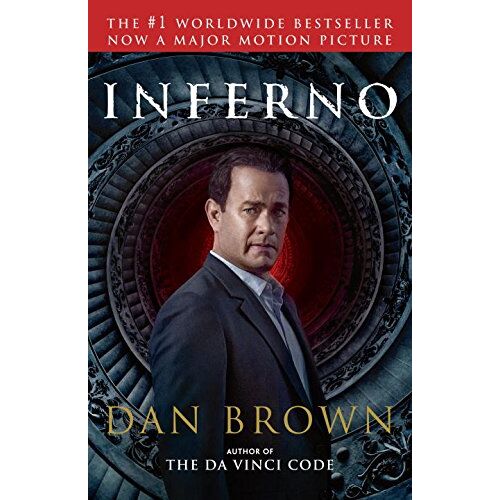 THE #1 WORLDWIDE BESTSELLER
NOW A MAJOR MOTION PICTURE
INFERNO
DAN BROWN
AUTHOR OF
THE DA VINCI CODE